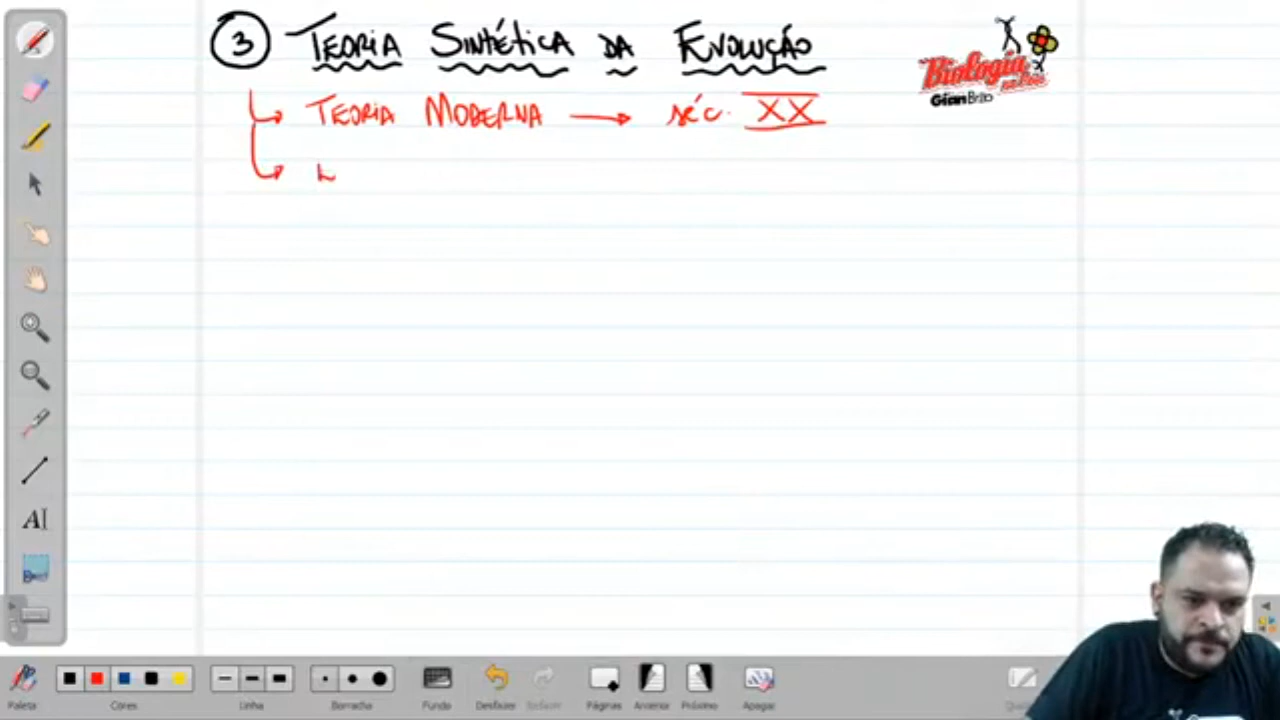 3 Teoria Sintética da Evolução
Teoria Moderna → séc. XX
Biologia
Gian Brito
AI
Paleta
Cores
Linha
Borracha
Fundo
Desfazer
Refazer
Páginas
Anterior
Próximo
Apagar